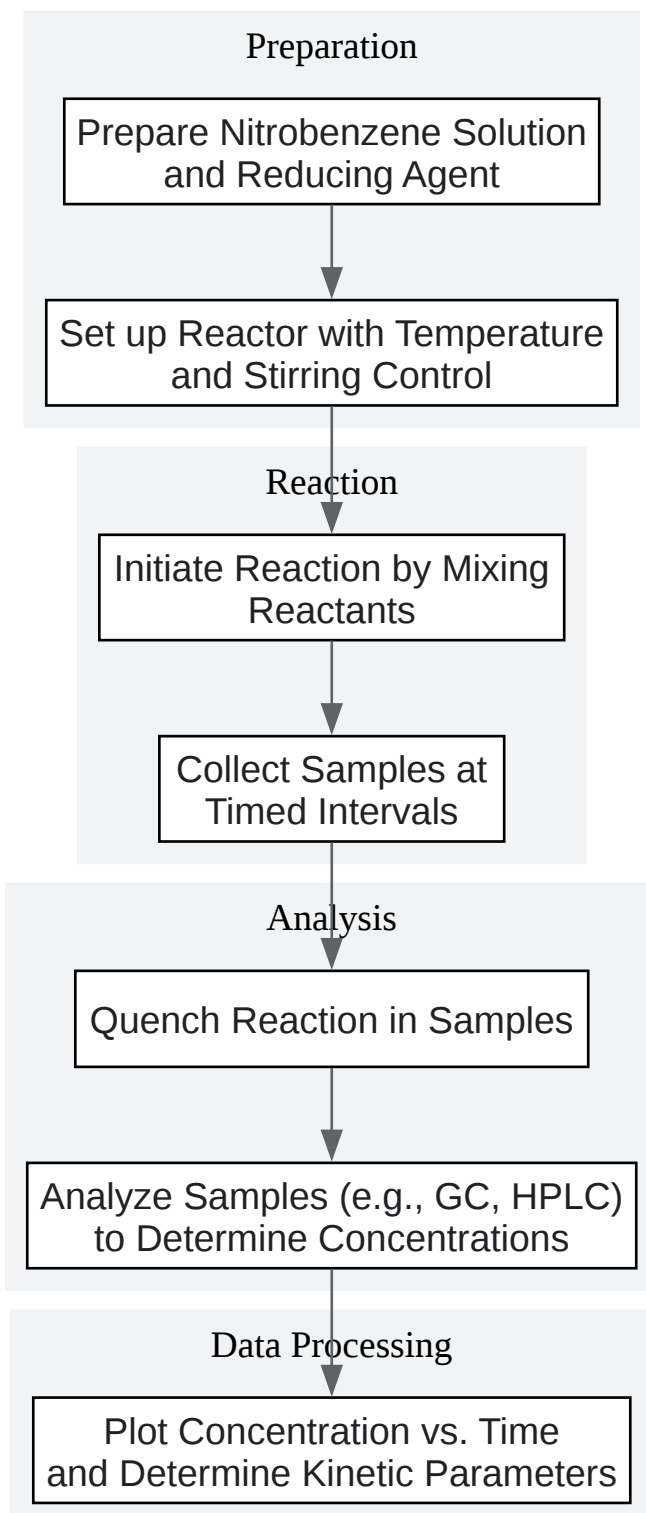 Preparation
Prepare Nitrobenzene Solution
and Reducing Agent
Set up Reactor with Temperature
and Stirring Control
Reaction
Initiate Reaction by Mixing
Reactants
Collect Samples at
Timed Intervals
Analysis
Quench Reaction in Samples
Analyze Samples (e.g., GC, HPLC)
to Determine Concentrations
Data Processing
Plot Concentration vs. Time
and Determine Kinetic Parameters